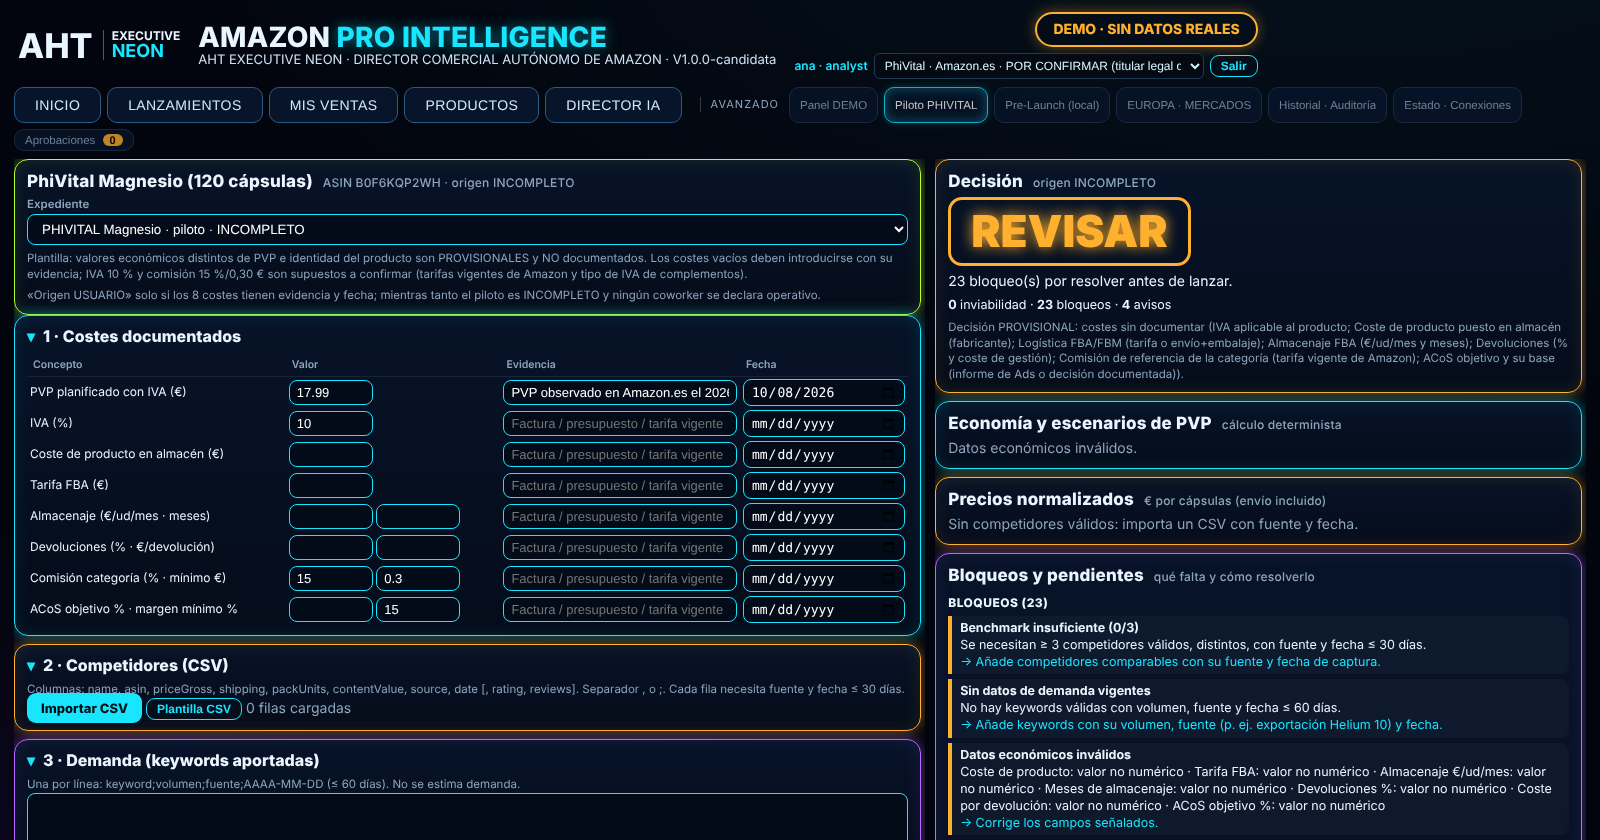 AHT EXECUTIVE NEON
AMAZON PRO INTELLIGENCE
AHT EXECUTIVE NEON · DIRECTOR COMERCIAL AUTÓNOMO DE AMAZON · V1.0.0-candidata
DEMO · SIN DATOS REALES
ana · analyst
PhiVital · Amazon.es · POR CONFIRMAR (titular legal c
Salir
INICIO
LANZAMIENTOS
MIS VENTAS
PRODUCTOS
DIRECTOR IA
AVANZADO
Panel DEMO
Piloto PHIVITAL
Pre-Launch (local)
EUROPA · MERCADOS
Historial · Auditoría
Estado · Conexiones
Aprobaciones 0
PhiVital Magnesio (120 cápsulas) ASIN B0F6KQP2WH · origen INCOMPLETO
Expediente
PHIVITAL Magnesio · piloto · INCOMPLETO
Plantilla: valores económicos distintos de PVP e identidad del producto son PROVISIONALES y NO documentados. Los costes vacíos deben introducirse con su
evidencia; IVA 10 % y comisión 15 %/0,30 € son supuestos a confirmar (tarifas vigentes de Amazon y tipo de IVA de complementos).
«Origen USUARIO» solo si los 8 costes tienen evidencia y fecha; mientras tanto el piloto es INCOMPLETO y ningún coworker se declara operativo.
▼ 1 · Costes documentados
Concepto Valor Evidencia Fecha
PVP planificado con IVA (€) 17.99 PVP observado en Amazon.es el 2026 10/08/2026
IVA (%) 10 Factura / presupuesto / tarifa vigente mm/dd/yyyy
Coste de producto en almacén (€) Factura / presupuesto / tarifa vigente mm/dd/yyyy
Tarifa FBA (€) Factura / presupuesto / tarifa vigente mm/dd/yyyy
Almacenaje (€/ud/mes · meses) Factura / presupuesto / tarifa vigente mm/dd/yyyy
Devoluciones (% · €/devolución) Factura / presupuesto / tarifa vigente mm/dd/yyyy
Comisión categoría (% · mínimo €) 15 0.3 Factura / presupuesto / tarifa vigente mm/dd/yyyy
ACoS objetivo % · margen mínimo % 15 Factura / presupuesto / tarifa vigente mm/dd/yyyy
▼ 2 · Competidores (CSV)
Columnas: name, asin, priceGross, shipping, packUnits, contentValue, source, date [, rating, reviews]. Separador , o ;. Cada fila necesita fuente y fecha ≤ 30 días.
Importar CSV
Plantilla CSV
0 filas cargadas
▼ 3 · Demanda (keywords aportadas)
Una por línea: keyword;volumen;fuente;AAAA-MM-DD (≤ 60 días). No se estima demanda.
Decisión origen INCOMPLETO
REVISAR
23 bloqueo(s) por resolver antes de lanzar.
0 inviabilidad · 23 bloqueos · 4 avisos
Decisión PROVISIONAL: costes sin documentar (IVA aplicable al producto; Coste de producto puesto en almacén
(fabricante); Logística FBA/FBM (tarifa o envío+embalaje); Almacenaje FBA (€/ud/mes y meses); Devoluciones (%
y coste de gestión); Comisión de referencia de la categoría (tarifa vigente de Amazon); ACoS objetivo y su base
(informe de Ads o decisión documentada)).
Economía y escenarios de PVP cálculo determinista
Datos económicos inválidos.
Precios normalizados € por cápsulas (envío incluido)
Sin competidores válidos: importa un CSV con fuente y fecha.
Bloqueos y pendientes qué falta y cómo resolverlo
BLOQUEOS (23)
Benchmark insuficiente (0/3)
Se necesitan ≥ 3 competidores válidos, distintos, con fuente y fecha ≤ 30 días.
→ Añade competidores comparables con su fuente y fecha de captura.
Sin datos de demanda vigentes
No hay keywords válidas con volumen, fuente y fecha ≤ 60 días.
→ Añade keywords con su volumen, fuente (p. ej. exportación Helium 10) y fecha.
Datos económicos inválidos
Coste de producto: valor no numérico · Tarifa FBA: valor no numérico · Almacenaje €/ud/mes: valor
no numérico · Meses de almacenaje: valor no numérico · Devoluciones %: valor no numérico · Coste
por devolución: valor no numérico · ACoS objetivo %: valor no numérico
→ Corrige los campos señalados.